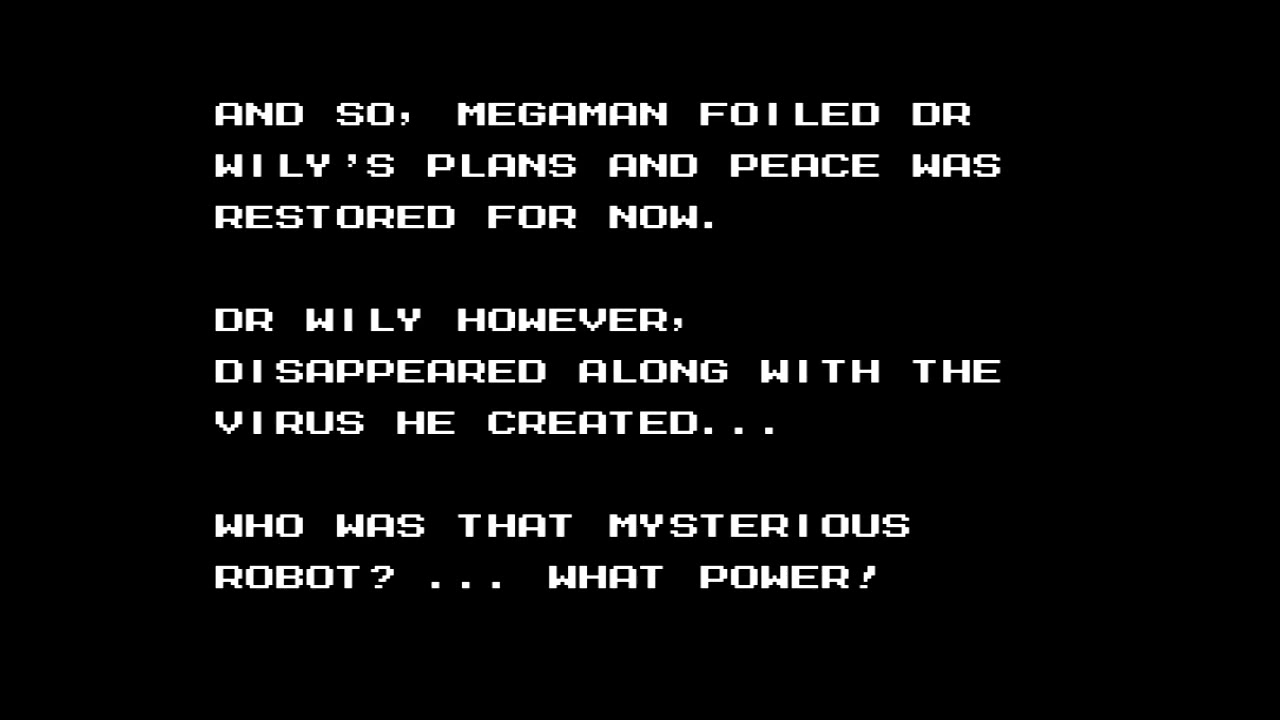 AND SO, MEGAMAN FOILED DR
WILY'S PLANS AND PEACE WAS
RESTORED FOR NOW.
DR WILY HOWEVER,
DISAPPEARED ALONG WITH THE
VIRUS HE CREATED...
WHO WAS THAT MYSTERIOUS
ROBOT? ... WHAT POWER!